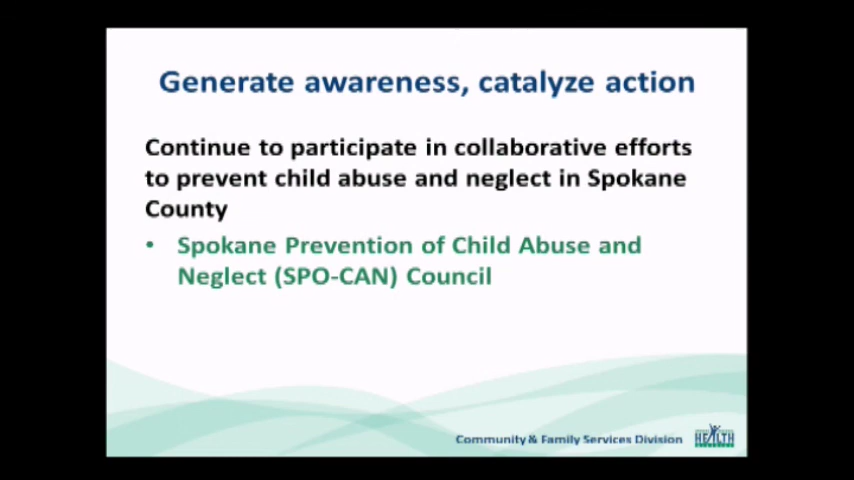 Generate awareness, catalyze action
Continue to participate in collaborative efforts
to prevent child abuse and neglect in Spokane
County
• Spokane Prevention of Child Abuse and
Neglect (SPO-CAN) Council
Community & Family Services Division
HEALTH